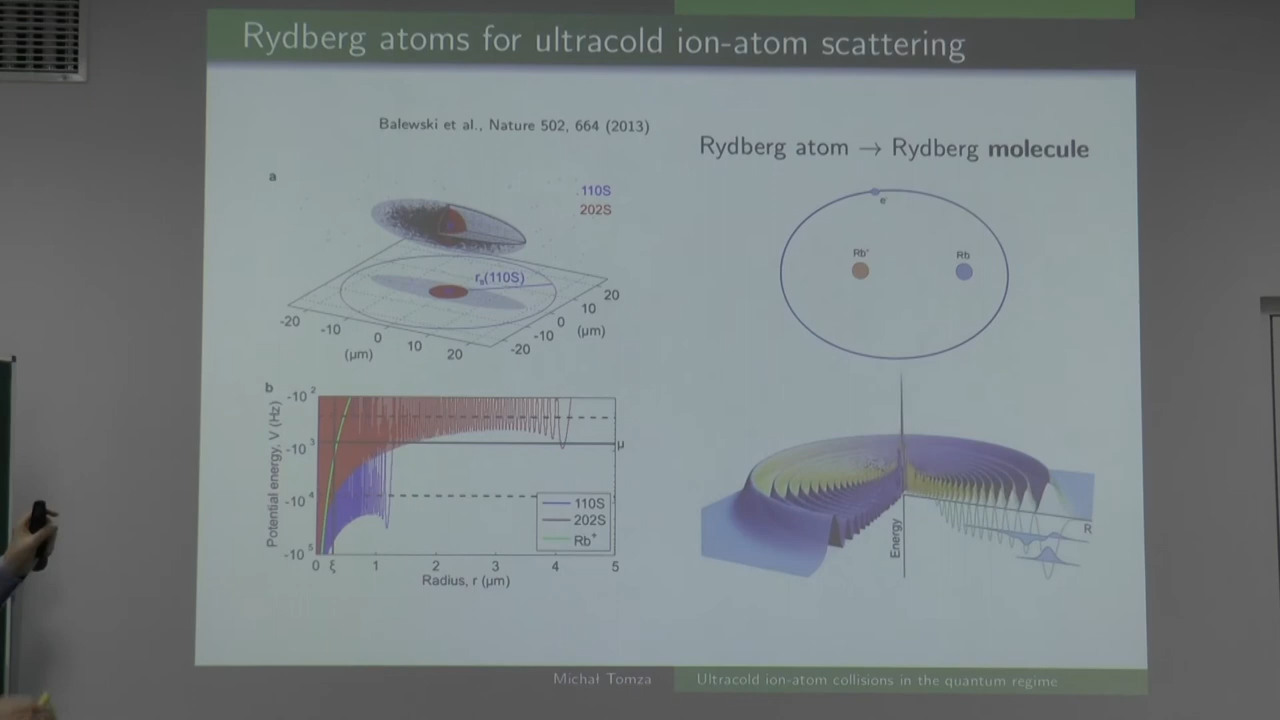 Rydberg atoms for ultracold ion-atom scattering
Balewski et al., Nature 502, 664 (2013)
Rydberg atom → Rydberg molecule
a
110S
202S
rₛ(110S)
-20
-10
0
10
20
(μm)
-20
-10
0
10
20
(μm)
e⁻
Rb⁺
Rb
b
Potential energy, V (Hz)
-10²
-10³
-10⁴
-10⁵
μ
110S
202S
Rb⁺
0 ξ 1 2 3 4 5
Radius, r (μm)
Energy
R
Michał Tomza
Ultracold ion-atom collisions in the quantum regime